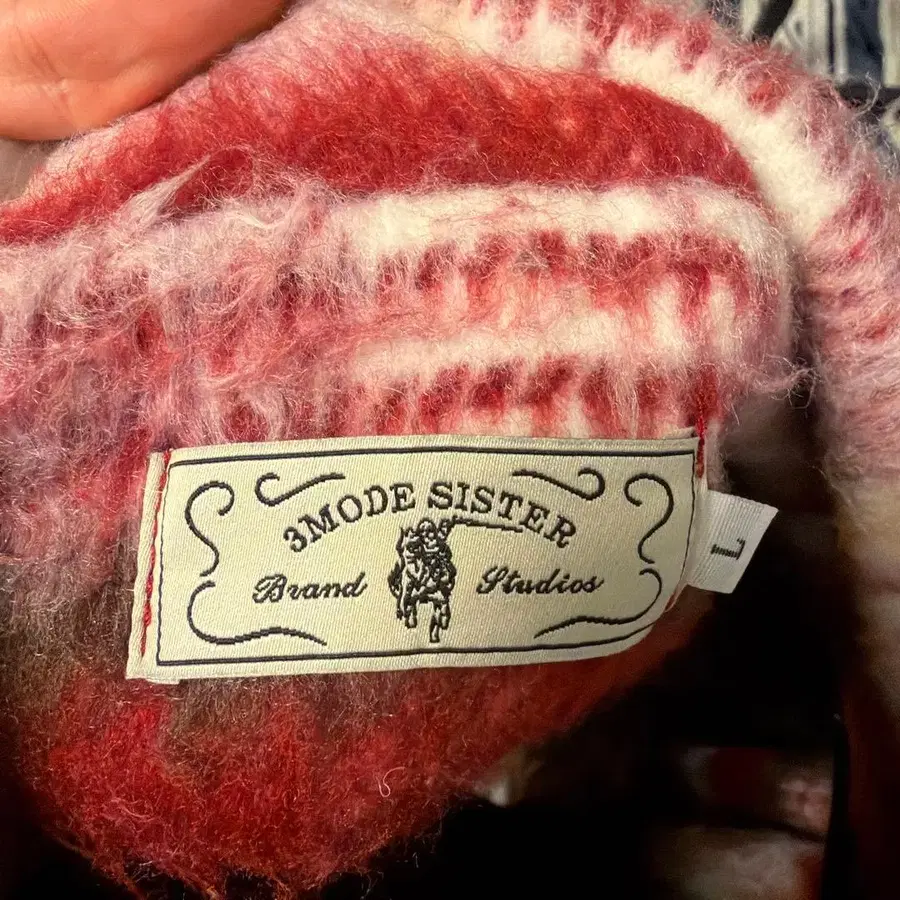 3MODE SISTER
Brand Studios
L